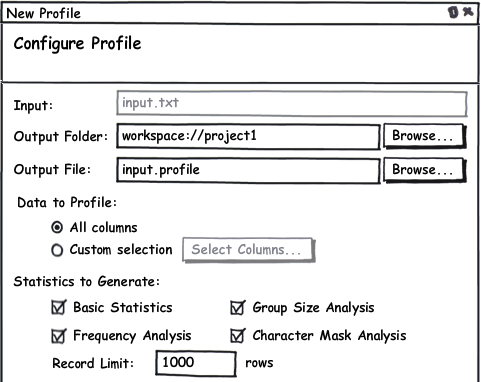 New Profile
Configure Profile
Input: input.txt
Output Folder: workspace://project1 Browse...
Output File: input.profile Browse...
Data to Profile:
All columns
Custom selection Select Columns...
Statistics to Generate:
Basic Statistics Group Size Analysis
Frequency Analysis Character Mask Analysis
Record Limit: 1000 rows